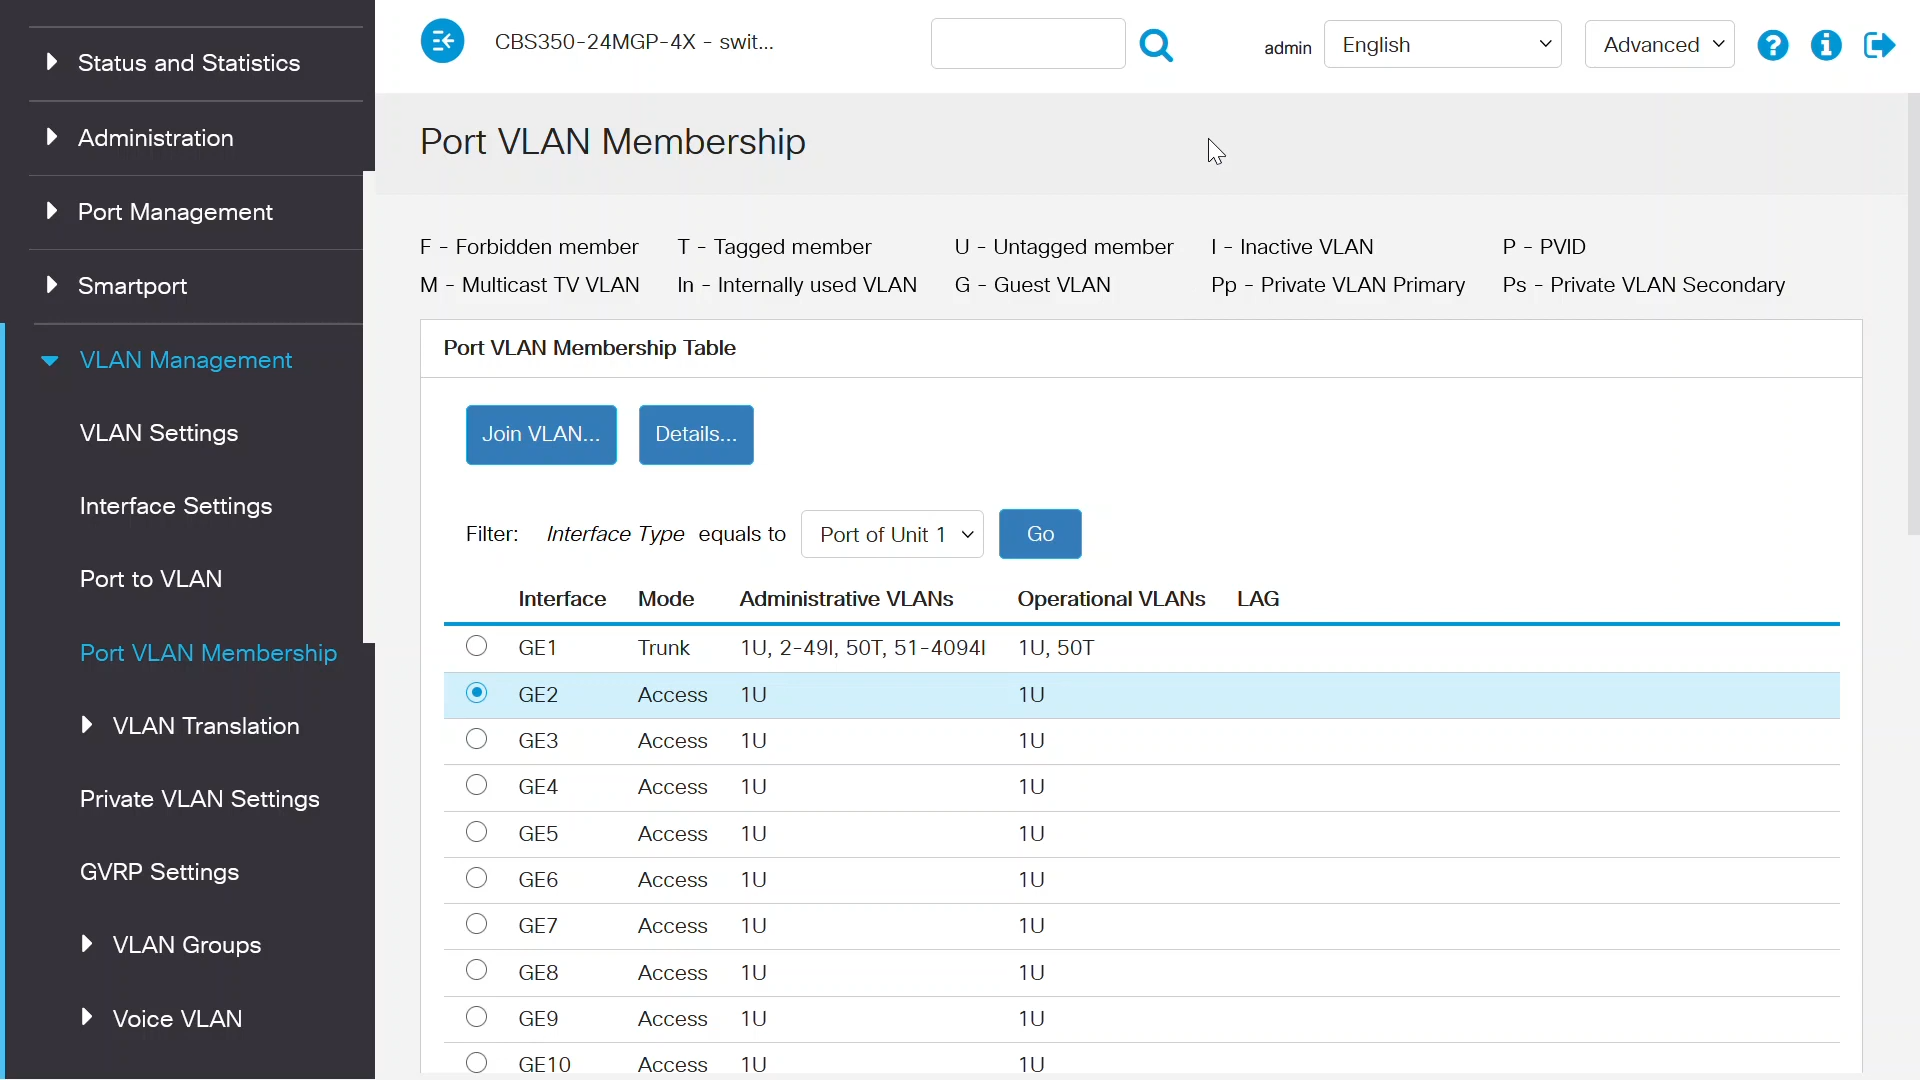 CBS350-24MGP-4X - swit...
admin
English
Advanced
Status and Statistics
Administration
Port Management
Smartport
VLAN Management
VLAN Settings
Interface Settings
Port to VLAN
Port VLAN Membership
VLAN Translation
Private VLAN Settings
GVRP Settings
VLAN Groups
Voice VLAN
Port VLAN Membership
F - Forbidden member T - Tagged member U - Untagged member I - Inactive VLAN P - PVID
M - Multicast TV VLAN In - Internally used VLAN G - Guest VLAN Pp - Private VLAN Primary Ps - Private VLAN Secondary
Port VLAN Membership Table
Join VLAN... Details...
Filter: Interface Type equals to Port of Unit 1 Go
Interface Mode Administrative VLANs Operational VLANs LAG
GE1 Trunk 1U, 2-49I, 50T, 51-4094I 1U, 50T
GE2 Access 1U 1U
GE3 Access 1U 1U
GE4 Access 1U 1U
GE5 Access 1U 1U
GE6 Access 1U 1U
GE7 Access 1U 1U
GE8 Access 1U 1U
GE9 Access 1U 1U
GE10 Access 1U 1U